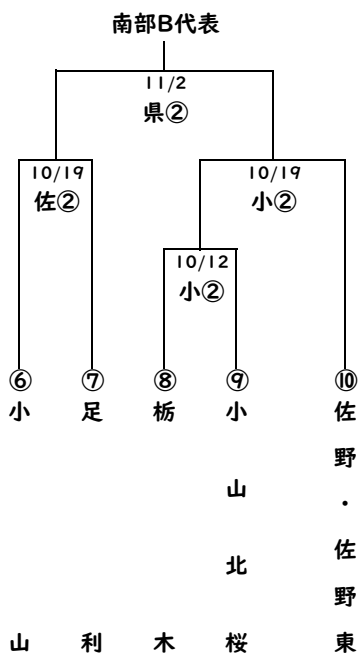 南部B代表
11/2
県②
10/19
佐②
10/19
小②
10/12
小②
⑥
小山
⑦
足利
⑧
栃木
⑨
小山北桜
⑩
佐野・佐野東